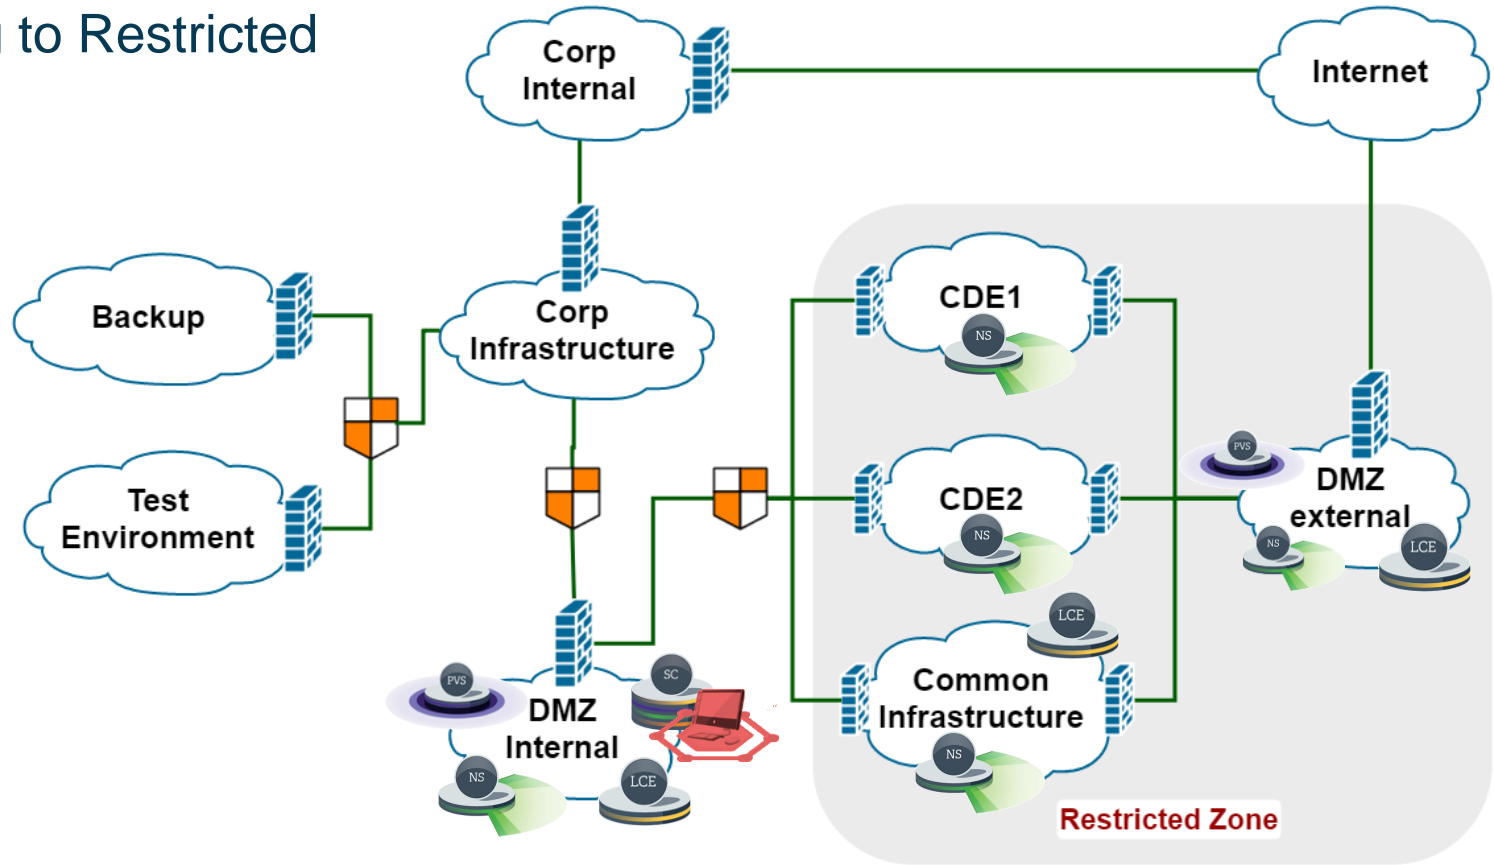 g to Restricted
Corp
Internal
Internet
Backup
Corp
Infrastructure
CDE1
NS
PVS
Test
Environment
CDE2
NS
DMZ
external
NS
LCE
LCE
PVS
SC
DMZ
Internal
Common
Infrastructure
NS
LCE
NS
Restricted Zone